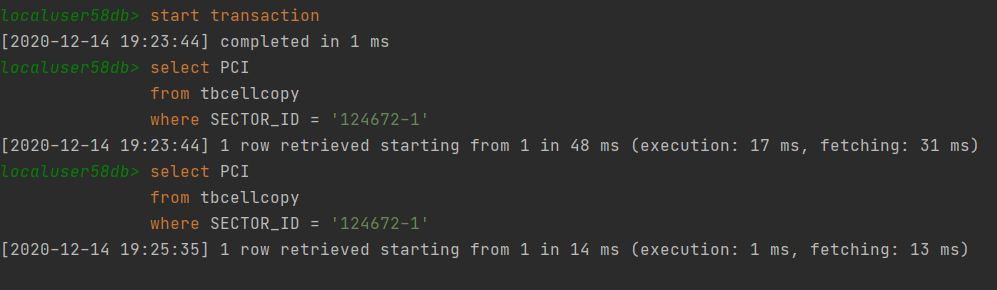 localuser58db> start transaction
[2020-12-14 19:23:44] completed in 1 ms
localuser58db> select PCI
from tbcellcopy
where SECTOR_ID = '124672-1'
[2020-12-14 19:23:44] 1 row retrieved starting from 1 in 48 ms (execution: 17 ms, fetching: 31 ms)
localuser58db> select PCI
from tbcellcopy
where SECTOR_ID = '124672-1'
[2020-12-14 19:25:35] 1 row retrieved starting from 1 in 14 ms (execution: 1 ms, fetching: 13 ms)